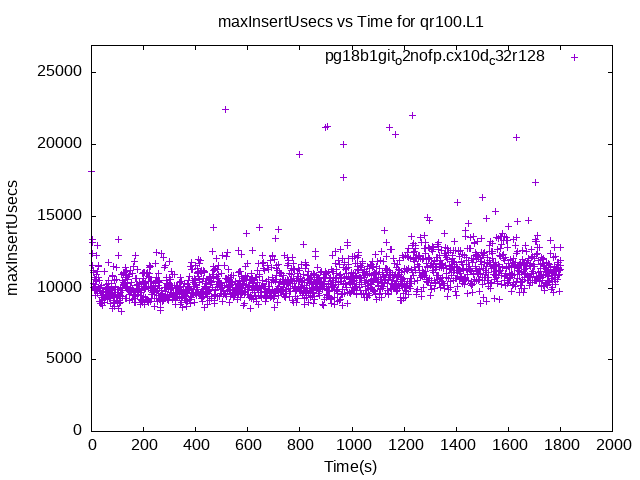 maxInsertUsecs vs Time for qr100.L1
pg18b1git_o2nofp.cx10d_c32r128
25000
20000
15000
10000
5000
0
maxInsertUsecs
0 200 400 600 800 1000 1200 1400 1600 1800 2000
Time(s)